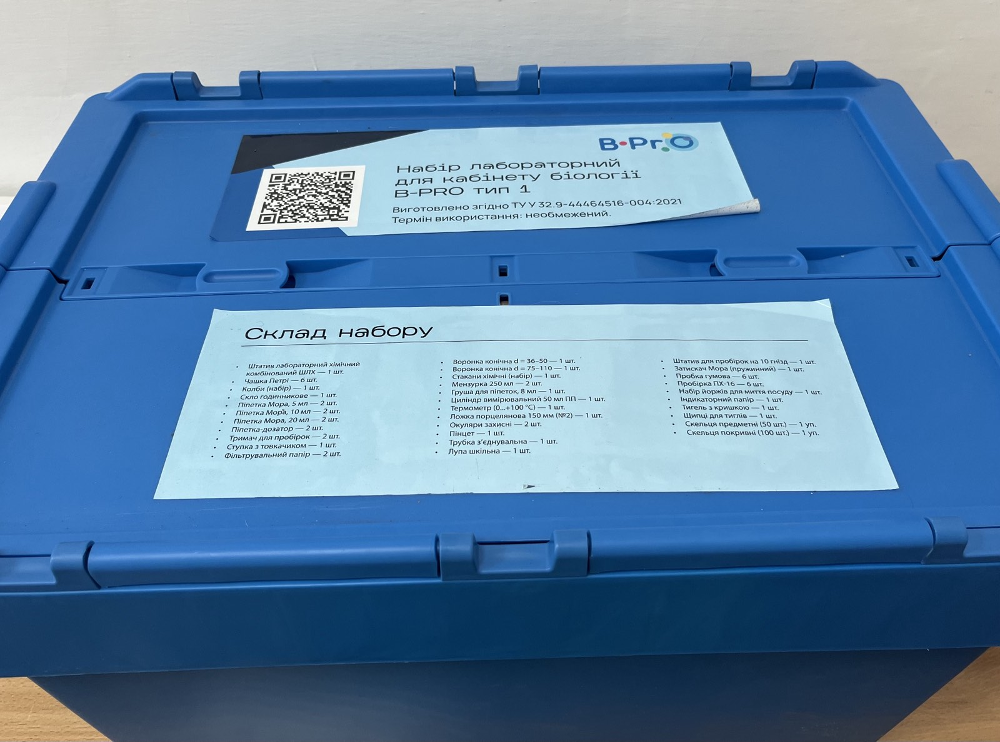 B-PrO
Набір лабораторний
для кабінету біології
B-PRO тип 1
Виготовлено згідно ТУ У 32.9-44464516-004:2021
Термін використання: необмежений.
Склад набору
• Штатив лабораторний хімічний
комбінований ШЛХ — 1 шт.
• Чашка Петрі — 6 шт.
• Колби (набір) — 1 шт.
• Скло годинникове — 1 шт.
• Піпетка Мора, 5 мл — 2 шт.
• Піпетка Мора, 10 мл — 2 шт.
• Піпетка Мора, 20 мл — 2 шт.
• Піпетка-дозатор — 2 шт.
• Тримач для пробірок — 2 шт.
• Ступка з товкачиком — 1 шт.
• Фільтрувальний папір — 2 шт.
• Воронка конічна d = 36–50 — 1 шт.
• Воронка конічна d = 75–110 — 1 шт.
• Стакани хімічні (набір) — 1 шт.
• Мензурка 250 мл — 2 шт.
• Груша для піпеток, 8 мл — 1 шт.
• Циліндр вимірювальний 50 мл ПП — 1 шт.
• Термометр (0...+100 °C) — 1 шт.
• Ложка порцелянова 150 мм (№2) — 1 шт.
• Окуляри захисні — 2 шт.
• Пінцет — 1 шт.
• Трубка з’єднувальна — 1 шт.
• Лупа шкільна — 1 шт.
• Штатив для пробірок на 10 гнізд — 1 шт.
• Затискач Мора (пружинний) — 1 шт.
• Пробка гумова — 6 шт.
• Пробірка ПХ-16 — 6 шт.
• Набір йоржів для миття посуду — 1 шт.
• Індикаторний папір — 1 шт.
• Тигель з кришкою — 1 шт.
• Щипці для тиглів — 1 шт.
• Скельця предметні (50 шт.) — 1 уп.
• Скельця покривні (100 шт.) — 1 уп.